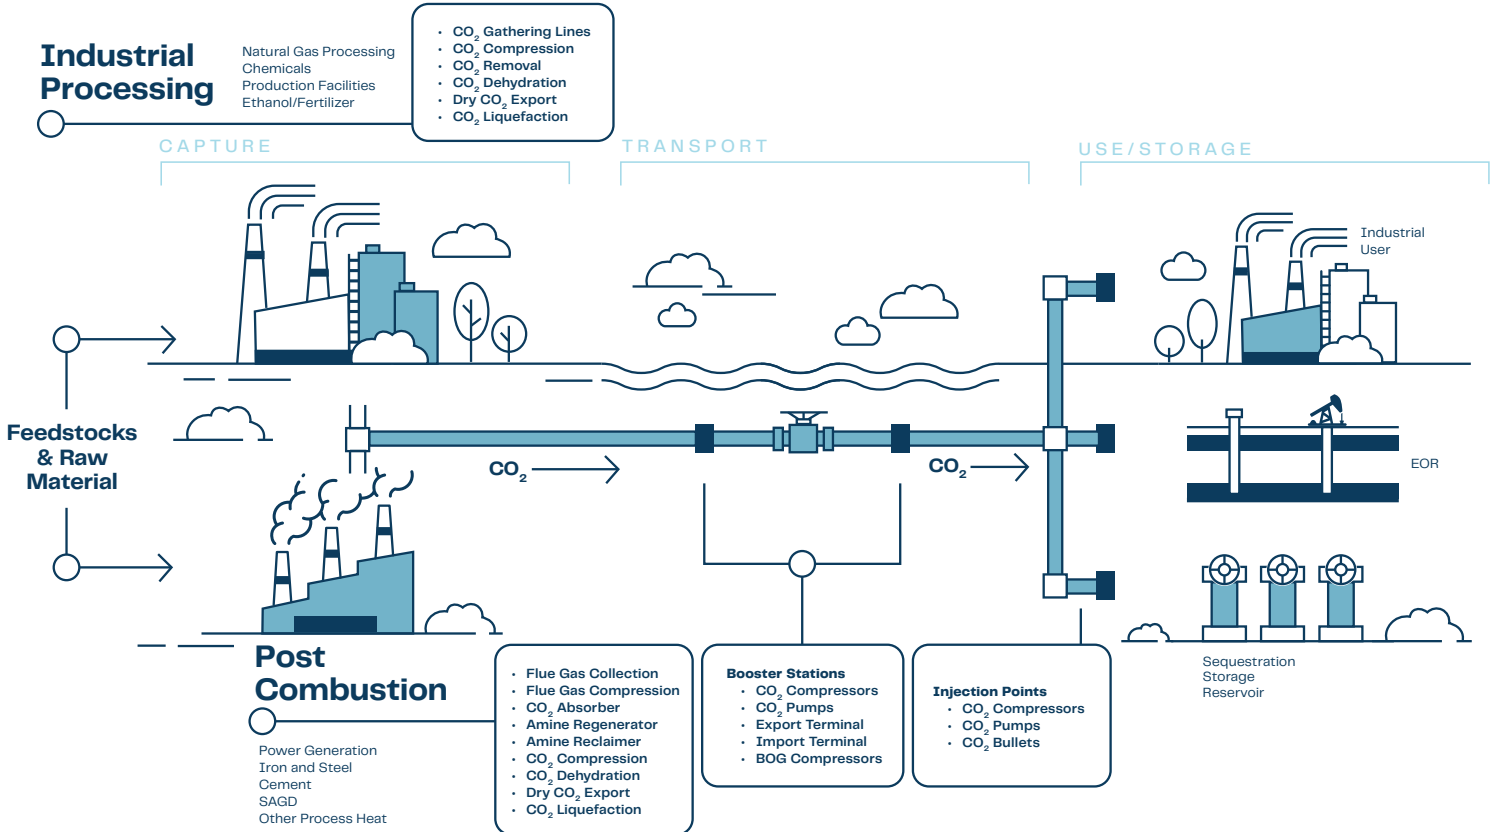 Industrial
Processing
Natural Gas Processing
Chemicals
Production Facilities
Ethanol/Fertilizer
• CO2 Gathering Lines
• CO2 Compression
• CO2 Removal
• CO2 Dehydration
• Dry CO2 Export
• CO2 Liquefaction
CAPTURE
TRANSPORT
USE/STORAGE
Industrial
User
Feedstocks
& Raw
Material
CO2
CO2
EOR
Post
Combustion
Power Generation
Iron and Steel
Cement
SAGD
Other Process Heat
• Flue Gas Collection
• Flue Gas Compression
• CO2 Absorber
• Amine Regenerator
• Amine Reclaimer
• CO2 Compression
• CO2 Dehydration
• Dry CO2 Export
• CO2 Liquefaction
Booster Stations
• CO2 Compressors
• CO2 Pumps
• Export Terminal
• Import Terminal
• BOG Compressors
Injection Points
• CO2 Compressors
• CO2 Pumps
• CO2 Bullets
Sequestration
Storage
Reservoir